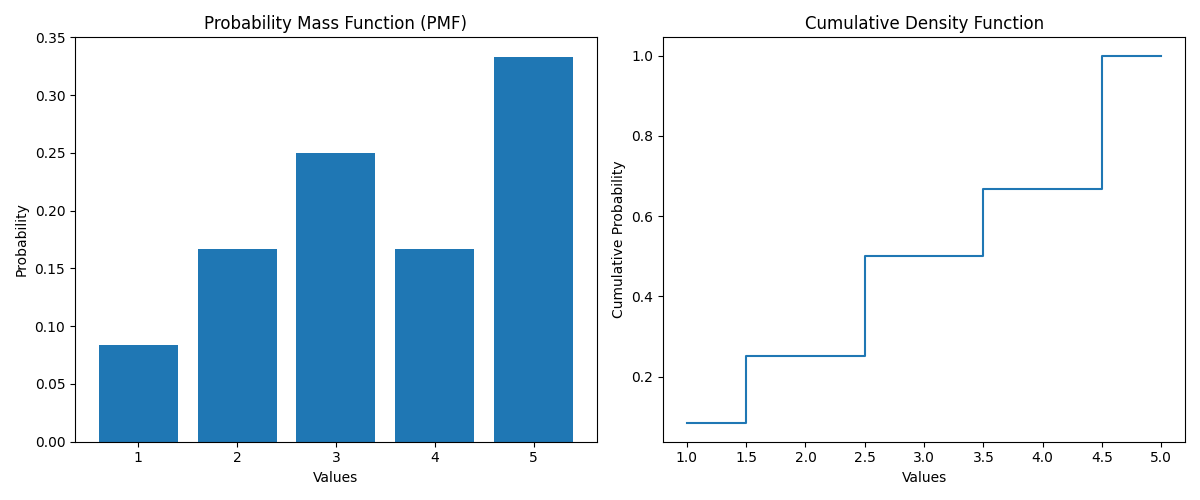 Probability Mass Function (PMF)
0.35
0.30
0.25
0.20
0.15
0.10
0.05
0.00
Probability
1 2 3 4 5
Values
Cumulative Density Function
1.0
0.8
0.6
0.4
0.2
Cumulative Probability
1.0 1.5 2.0 2.5 3.0 3.5 4.0 4.5 5.0
Values